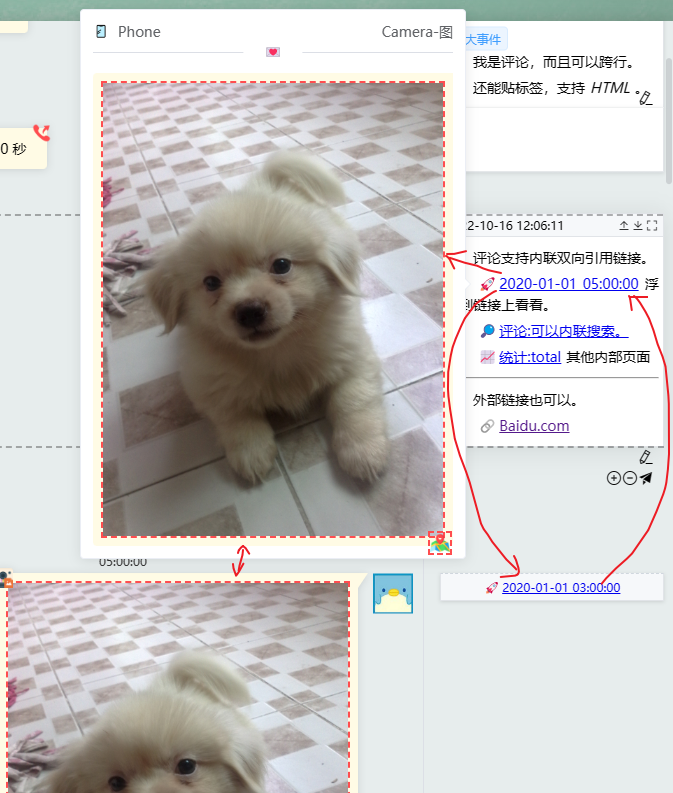 Phone
Camera-图
大事件
我是评论，而且可以跨行。
还能贴标签，支持 HTML 。
0 秒
2-10-16 12:06:11
评论支持内联双向引用链接。
2020-01-01 05:00:00 浮
到链接上看看。
评论:可以内联搜索。
统计:total 其他内部页面
外部链接也可以。
Baidu.com
05:00:00
2020-01-01 03:00:00